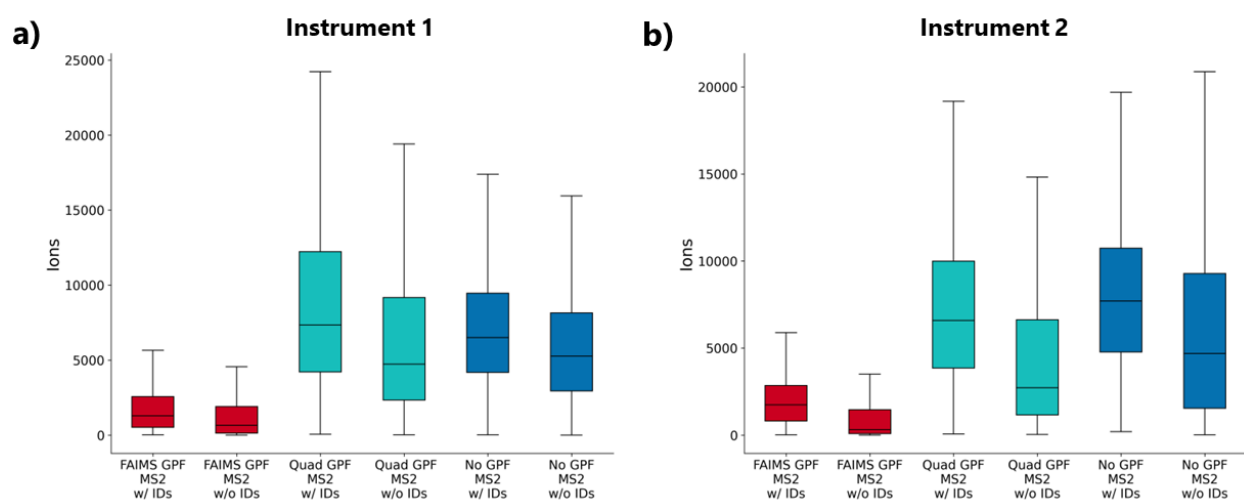 a)
Instrument 1
25000
20000
15000
10000
5000
0
Ions
FAIMS GPF
MS2
w/ IDs
FAIMS GPF
MS2
w/o IDs
Quad GPF
MS2
w/ IDs
Quad GPF
MS2
w/o IDs
No GPF
MS2
w/ IDs
No GPF
MS2
w/o IDs
b)
Instrument 2
20000
15000
10000
5000
0
Ions
FAIMS GPF
MS2
w/ IDs
FAIMS GPF
MS2
w/o IDs
Quad GPF
MS2
w/ IDs
Quad GPF
MS2
w/o IDs
No GPF
MS2
w/ IDs
No GPF
MS2
w/o IDs